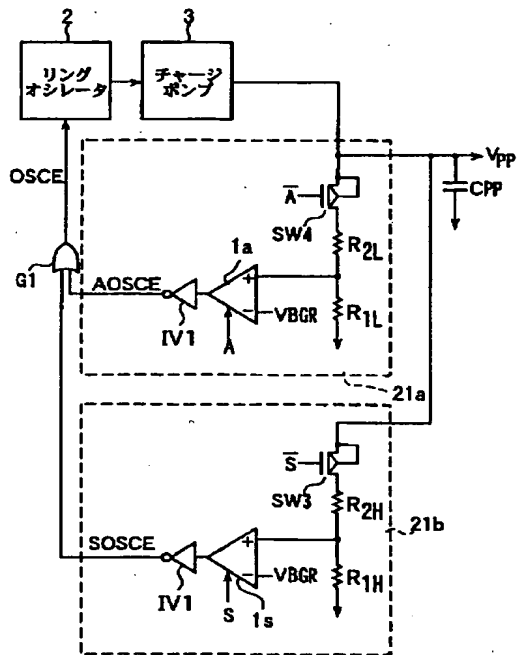 2
3
リング
オシレータ
チャージ
ポンプ
OSCE
VPP
CPP
A̅
SW4
R2L
1a
G1
AOSCE
+
−
VBGR
R1L
IV1
A
21a
S̅
SW3
R2H
21b
SOSCE
+
−
VBGR
R1H
IV1
S
1s